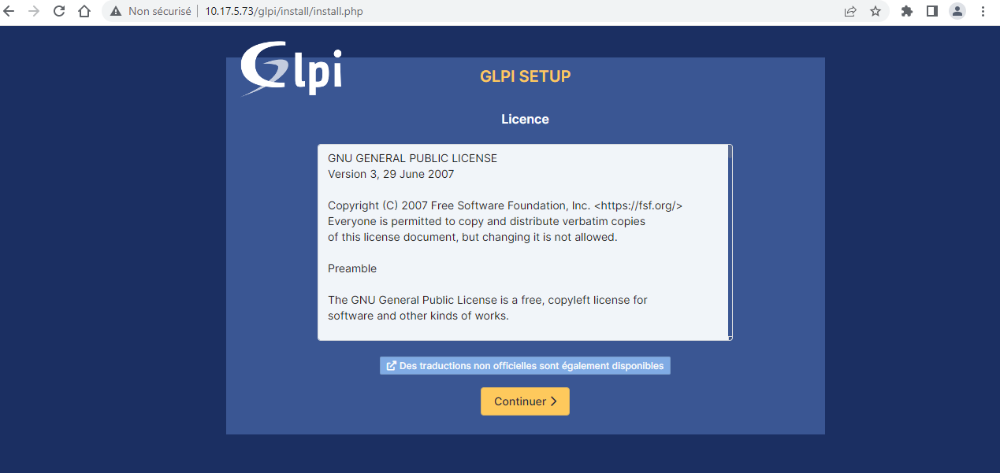 Non sécurisé
10.17.5.73/glpi/install/install.php
Glpi
GLPI SETUP
Licence
GNU GENERAL PUBLIC LICENSE
Version 3, 29 June 2007
Copyright (C) 2007 Free Software Foundation, Inc. <https://fsf.org/>
Everyone is permitted to copy and distribute verbatim copies
of this license document, but changing it is not allowed.
Preamble
The GNU General Public License is a free, copyleft license for
software and other kinds of works.
Des traductions non officielles sont également disponibles
Continuer